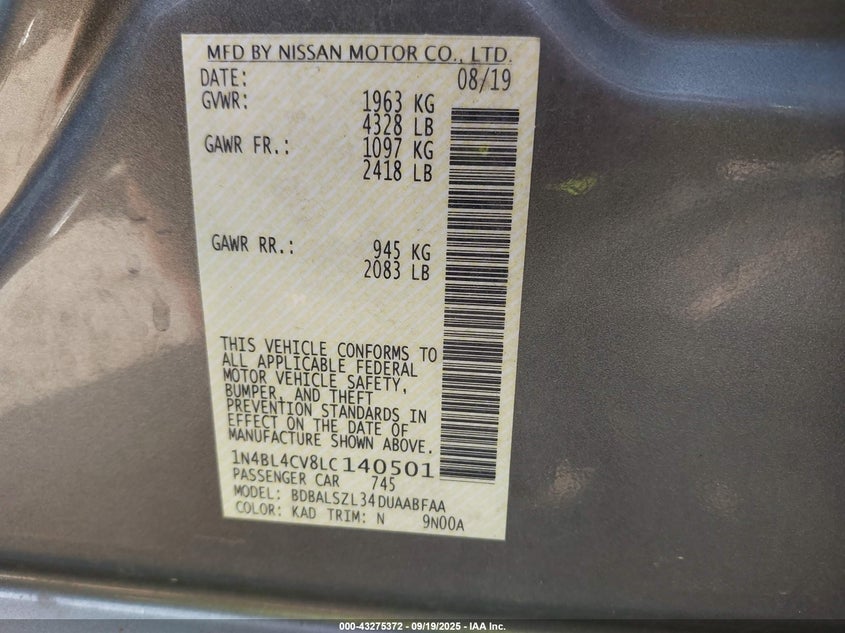 MFD BY NISSAN MOTOR CO., LTD.
DATE: 08/19
GVWR: 1963 KG
4328 LB
GAWR FR.: 1097 KG
2418 LB
GAWR RR.: 945 KG
2083 LB
THIS VEHICLE CONFORMS TO
ALL APPLICABLE FEDERAL
MOTOR VEHICLE SAFETY,
BUMPER, AND THEFT
PREVENTION STANDARDS IN
EFFECT ON THE DATE OF
MANUFACTURE SHOWN ABOVE.
1N4BL4CV8LC140501
PASSENGER CAR 745
MODEL: BDBALSZL34DUAABFAA
COLOR: KAD TRIM: N 9N00A
000-43275372 - 09/19/2025 - IAA Inc.